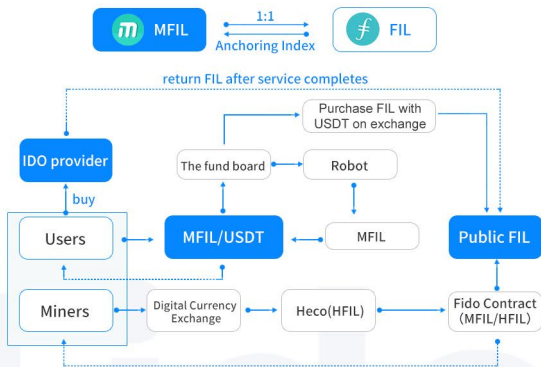 MFIL
1:1
Anchoring Index
FIL
return FIL after service completes
Purchase FIL with
USDT on exchange
IDO provider
The fund board
Robot
buy
Users
MFIL/USDT
MFIL
Public FIL
Miners
Digital Currency
Exchange
Heco(HFIL)
Fido Contract
(MFIL/HFIL)